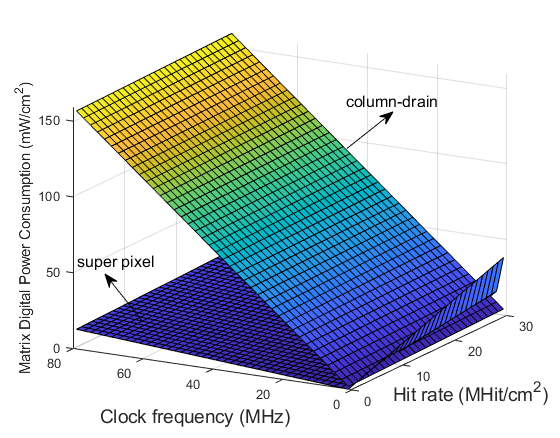 column-drain
super pixel
Matrix Digital Power Consumption (mW/cm²)
150
100
50
0
80
60
40
20
0
Clock frequency (MHz)
0
10
20
30
Hit rate (MHit/cm²)